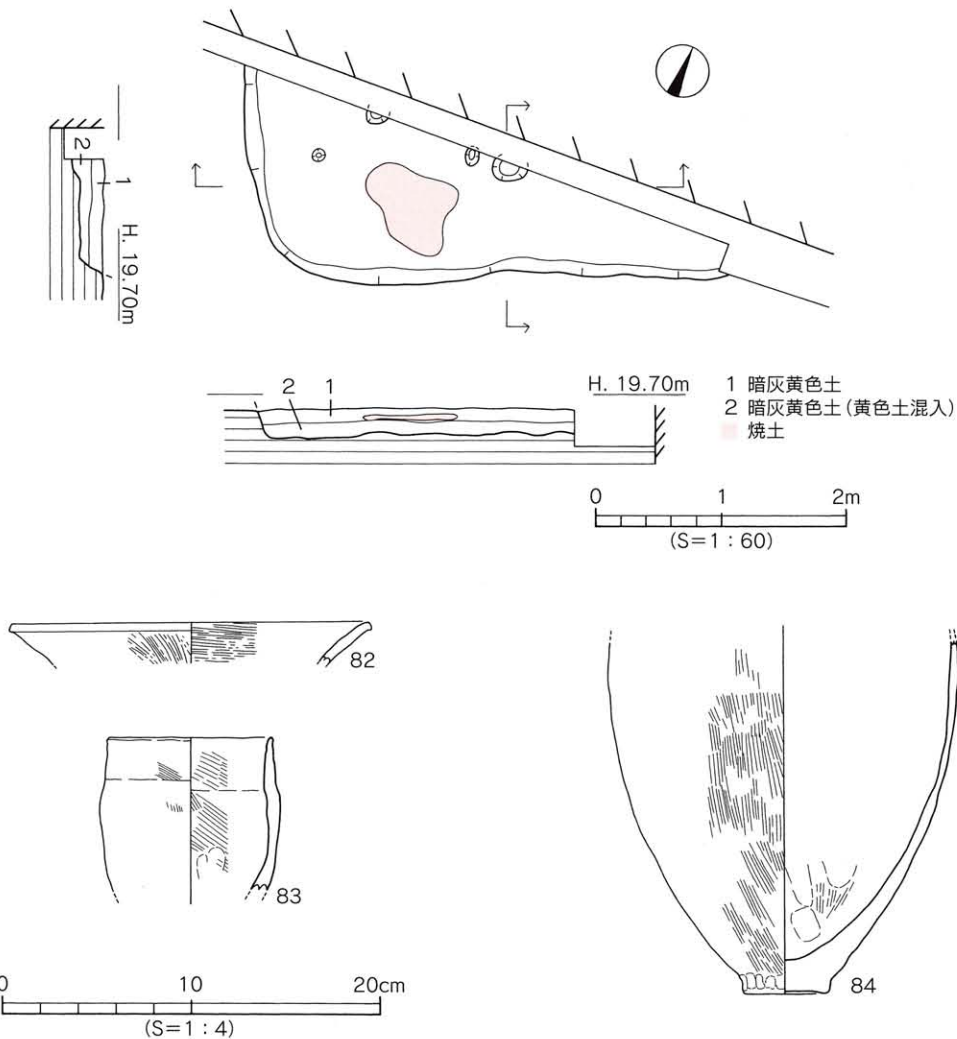 2
1
H. 19.70m
2 1
H. 19.70m
1 暗灰黄色土
2 暗灰黄色土(黄色土混入)
焼土
0 1 2m
(S=1:60)
82
83
84
0 10 20cm
(S=1:4)